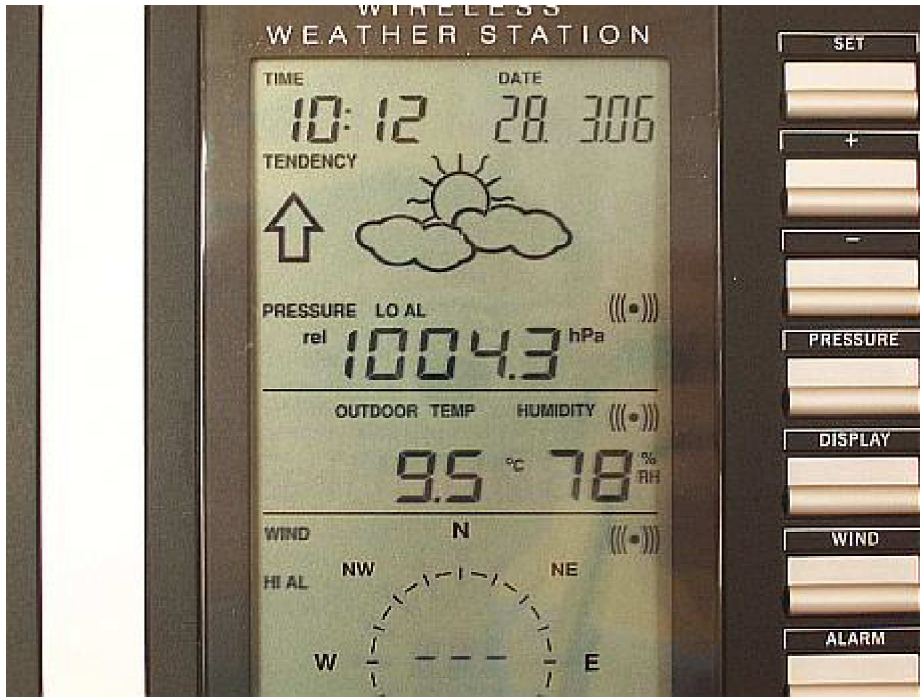 WIRELESS
WEATHER STATION
TIME DATE
10:12 28. 3.06
TENDENCY
PRESSURE LO AL (((•)))
rel 1004.3 hPa
OUTDOOR TEMP HUMIDITY (((•)))
9.5 °C 78 % RH
WIND N (((•)))
HI AL NW NE
W --- E
SET
+
-
PRESSURE
DISPLAY
WIND
ALARM